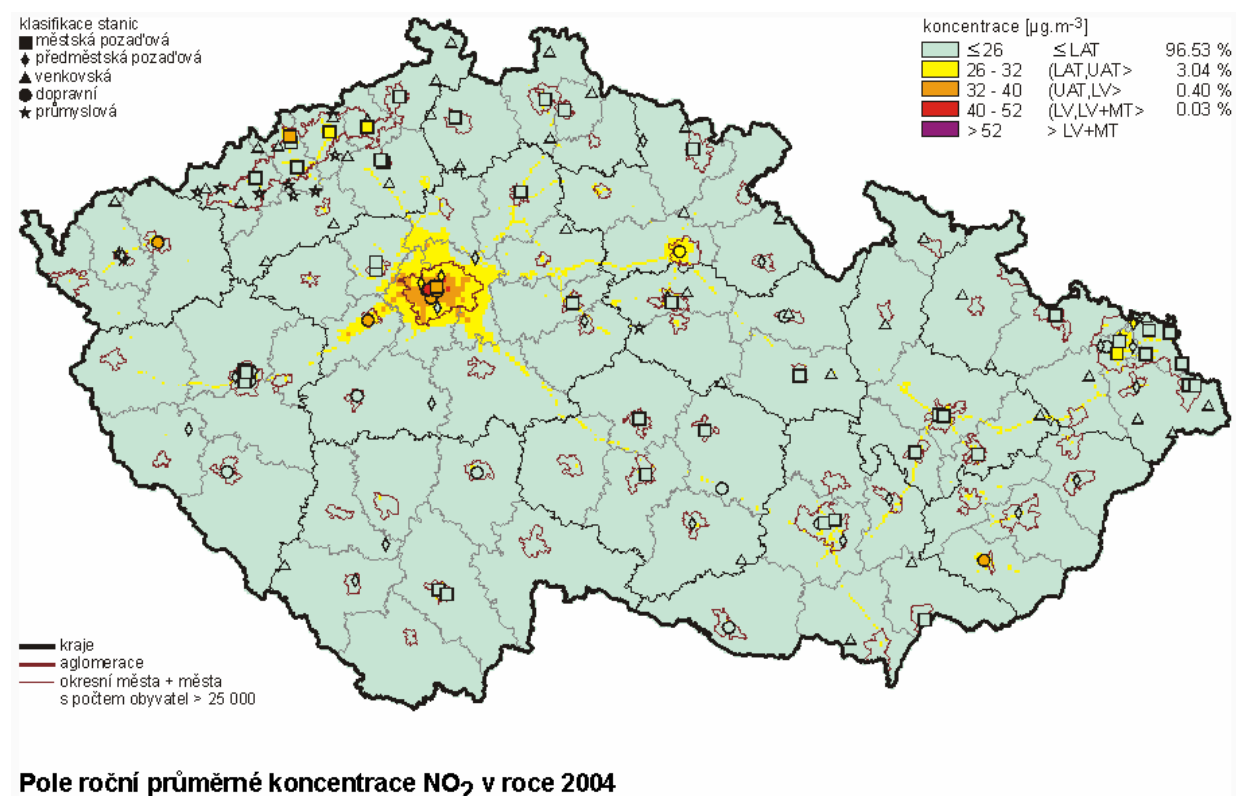 klasifikace stanic
městská pozaďová
předměstská pozaďová
venkovská
dopravní
průmyslová
koncentrace [µg.m-3]
≤26 ≤LAT 96.53 %
26 - 32 (LAT,UAT> 3.04 %
32 - 40 (UAT,LV> 0.40 %
40 - 52 (LV,LV+MT> 0.03 %
> 52 > LV+MT
kraje
aglomerace
okresní města + města
s počtem obyvatel > 25 000
Pole roční průměrné koncentrace NO2 v roce 2004